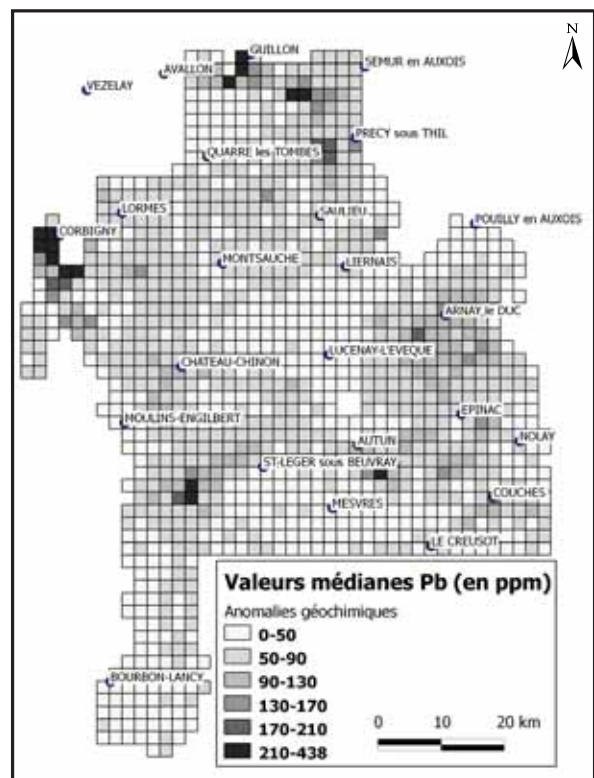 N
GUILLON
SEMUR en AUXOIS
AVALLON
VEZELAY
PRECY sous THIL
QUARRE les TOMBES
LORMES
SAULIEU
POUILLY en AUXOIS
CORBIGNY
MONTSAUCHE
LIERNAIS
ARNAY le DUC
LUCENAY-L'EVEQUE
CHATEAU-CHINON
EPINAC
MOULINS-ENGILBERT
AUTUN
NOLAY
ST-LEGER sous BEUVRAY
COUCHES
MESVRES
LE CREUSOT
Valeurs médianes Pb (en ppm)
Anomalies géochimiques
0-50
50-90
90-130
130-170
170-210
210-438
BOURBON-LANCY
0 10 20 km